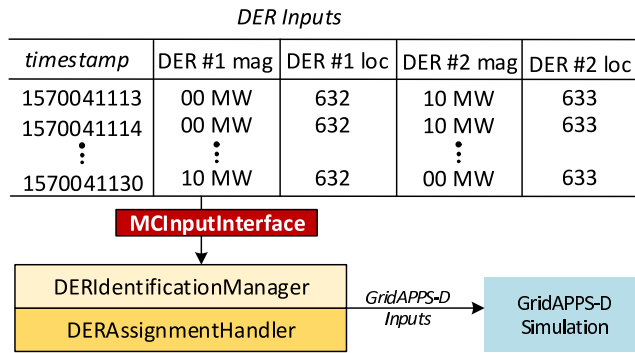 DER Inputs
timestamp DER #1 mag DER #1 loc DER #2 mag DER #2 loc
1570041113 00 MW 632 10 MW 633
1570041114 00 MW 632 10 MW 633
1570041130 10 MW 632 00 MW 633
MCInputInterface
DERIdentificationManager
DERAssignmentHandler
GridAPPS-D
Inputs
GridAPPS-D
Simulation